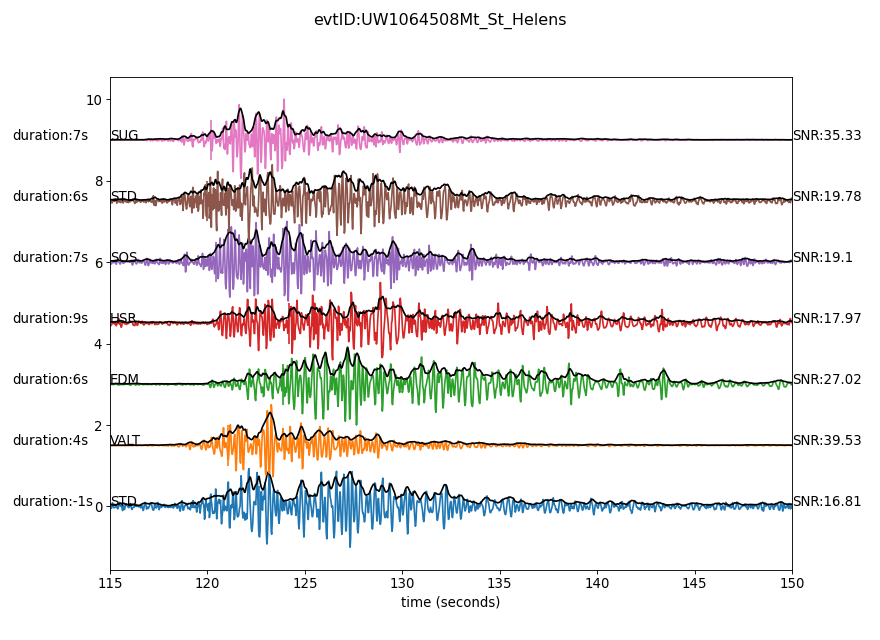 evtID:UW1064508Mt_St_Helens
10
duration:7s SUG SNR:35.33
8
duration:6s STD SNR:19.78
duration:7s SOS SNR:19.1
6
duration:9s HSR SNR:17.97
4
duration:6s EDM SNR:27.02
2
duration:4s VALT SNR:39.53
duration:-1s STD SNR:16.81
0
115 120 125 130 135 140 145 150
time (seconds)